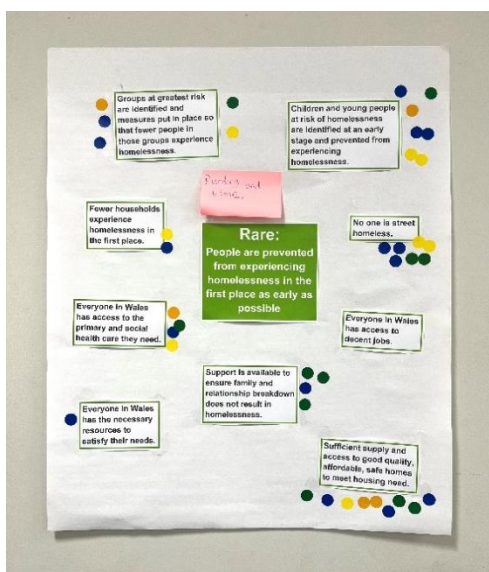 Groups at greatest risk
are identified and
measures put in place so
that fewer people in
those groups experience
homelessness.
Children and young people
at risk of homelessness
are identified at an early
stage and prevented from
experiencing
homelessness.
and
Fewer households
experience
homelessness in
the first place.
Rare:
People are prevented
from experiencing
homelessness in the
first place as early as
possible
No one is street
homeless.
Everyone in Wales
has access to the
primary and social
health care they need.
Everyone in Wales
has access to
decent jobs.
Support is available to
ensure family and
relationship breakdown
does not result in
homelessness.
Everyone in Wales
has the necessary
resources to
satisfy their needs.
Sufficient supply and
access to good quality,
affordable, safe homes
to meet housing need.